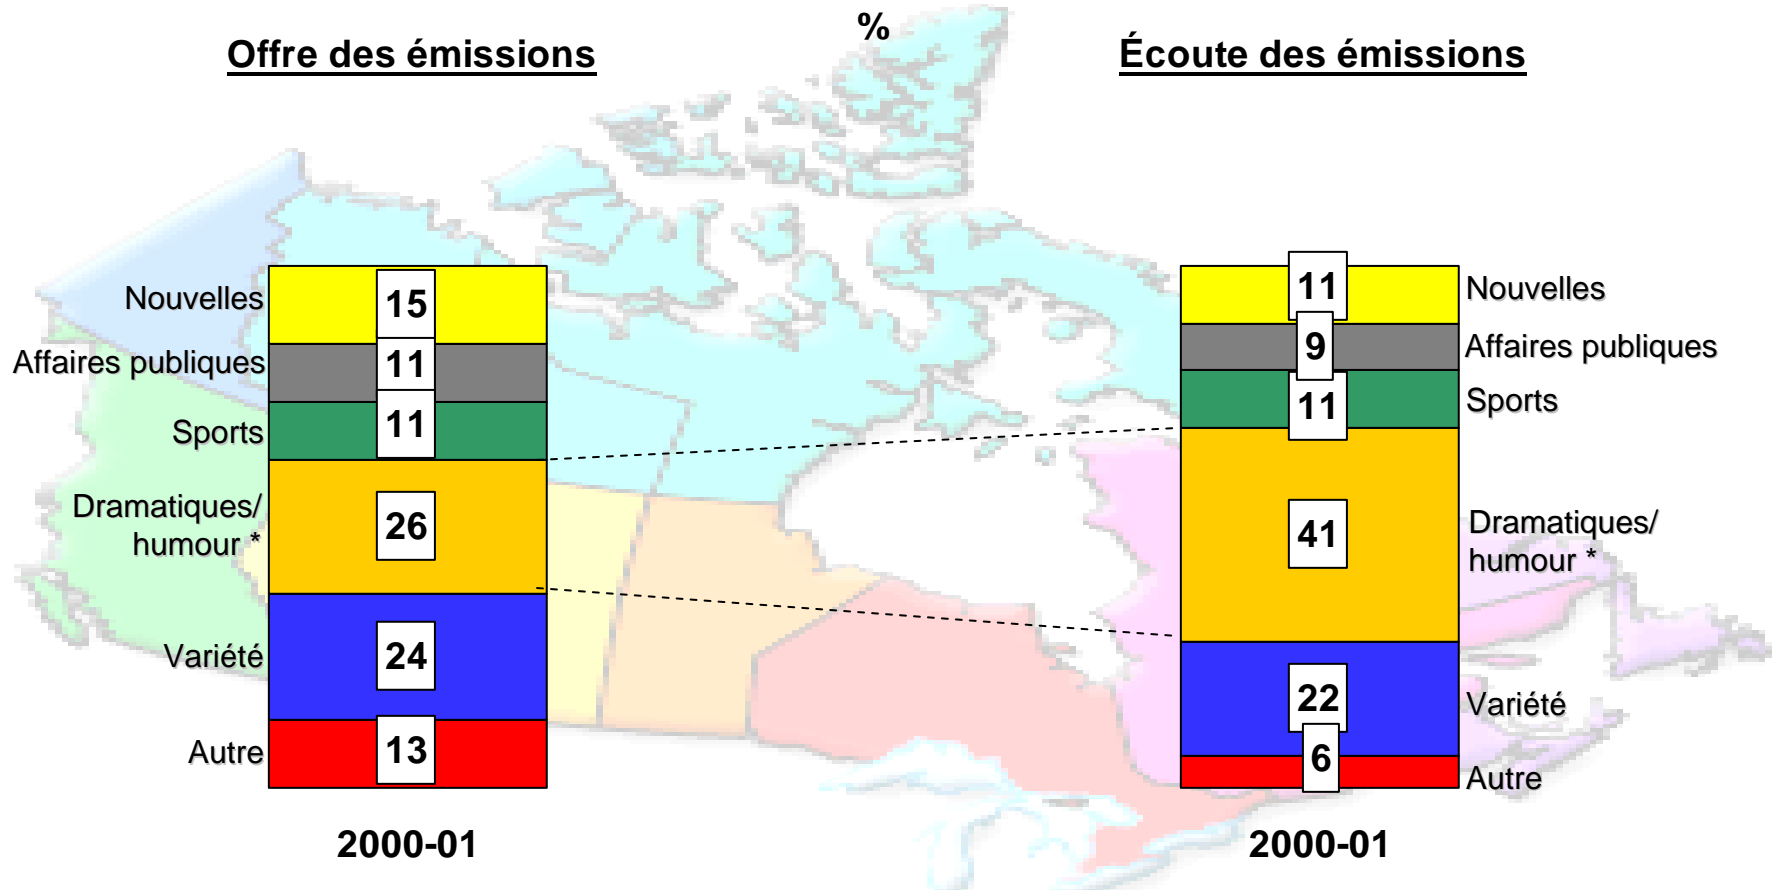 %
Offre des émissions
Écoute des émissions
Nouvelles 15
Affaires publiques 11
Sports 11
Dramatiques/
humour * 26
Variété 24
Autre 13
2000-01
11 Nouvelles
9 Affaires publiques
11 Sports
41 Dramatiques/
humour *
22 Variété
6 Autre
2000-01